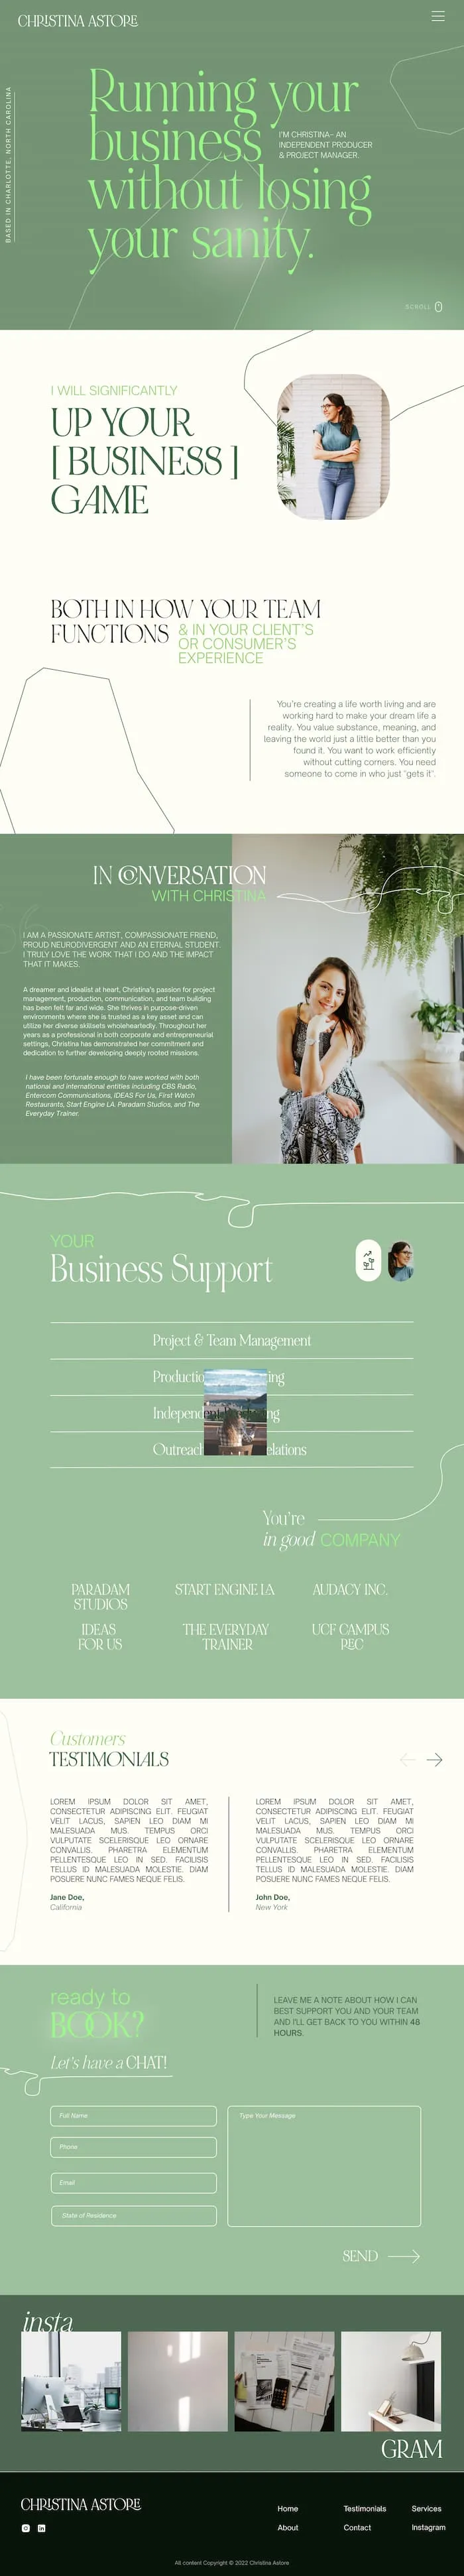 CHRISTINA ASTORE
BASED IN CHARLOTTE, NORTH CAROLINA
Running your
business
without losing
your sanity.
I'M CHRISTINA– AN
INDEPENDENT PRODUCER
& PROJECT MANAGER.
SCROLL
I WILL SIGNIFICANTLY
UP YOUR
[ BUSINESS ]
GAME
BOTH IN HOW YOUR TEAM
FUNCTIONS
& IN YOUR CLIENT'S
OR CONSUMER'S
EXPERIENCE
You're creating a life worth living and are
working hard to make your dream life a
reality. You value substance, meaning, and
leaving the world just a little better than you
found it. You want to work efficiently
without cutting corners. You need
someone to come in who just "gets it".
IN CONVERSATION
WITH CHRISTINA
I AM A PASSIONATE ARTIST, COMPASSIONATE FRIEND,
PROUD NEURODIVERGENT AND AN ETERNAL STUDENT.
I TRULY LOVE THE WORK THAT I DO AND THE IMPACT
THAT IT MAKES.
A dreamer and idealist at heart, Christina's passion for project
management, production, communication, and team building
has been felt far and wide. She thrives in purpose-driven
environments where she is trusted as a key asset and can
utilize her diverse skillsets wholeheartedly. Throughout her
years as a professional in both corporate and entrepreneurial
settings, Christina has demonstrated her commitment and
dedication to further developing deeply rooted missions.
I have been fortunate enough to have worked with both
national and international entities including CBS Radio,
Entercom Communications, IDEAS For Us, First Watch
Restaurants, Start Engine LA. Paradam Studios, and The
Everyday Trainer.
YOUR
Business Support
Project & Team Management
Productio ing
Independent ng
Outreach elations
You're
in good COMPANY
PARADAM
STUDIOS
START ENGINE LA
AUDACY INC.
IDEAS
FOR US
THE EVERYDAY
TRAINER
UCF CAMPUS
REC
Customers
TESTIMONIALS
LOREM IPSUM DOLOR SIT AMET,
CONSECTETUR ADIPISCING ELIT. FEUGIAT
VELIT LACUS, SAPIEN LEO DIAM MI
MALESUADA MUS. TEMPUS ORCI
VULPUTATE SCELERISQUE LEO ORNARE
CONVALLIS. PHARETRA ELEMENTUM
PELLENTESQUE LEO IN SED. FACILISIS
TELLUS ID MALESUADA MOLESTIE. DIAM
POSUERE NUNC FAMES NEQUE FELIS.
Jane Doe,
California
LOREM IPSUM DOLOR SIT AMET,
CONSECTETUR ADIPISCING ELIT. FEUGIAT
VELIT LACUS, SAPIEN LEO DIAM MI
MALESUADA MUS. TEMPUS ORCI
VULPUTATE SCELERISQUE LEO ORNARE
CONVALLIS. PHARETRA ELEMENTUM
PELLENTESQUE LEO IN SED. FACILISIS
TELLUS ID MALESUADA MOLESTIE. DIAM
POSUERE NUNC FAMES NEQUE FELIS.
John Doe,
New York
ready to
BOOK?
Let's have a CHAT!
LEAVE ME A NOTE ABOUT HOW I CAN
BEST SUPPORT YOU AND YOUR TEAM
AND I'LL GET BACK TO YOU WITHIN 48
HOURS.
Full Name
Phone
Email
State of Residence
Type Your Message
SEND
insta
GRAM
CHRISTINA ASTORE
Home
Testimonials
Services
About
Contact
Instagram
All content Copyright © 2022 Christina Astore